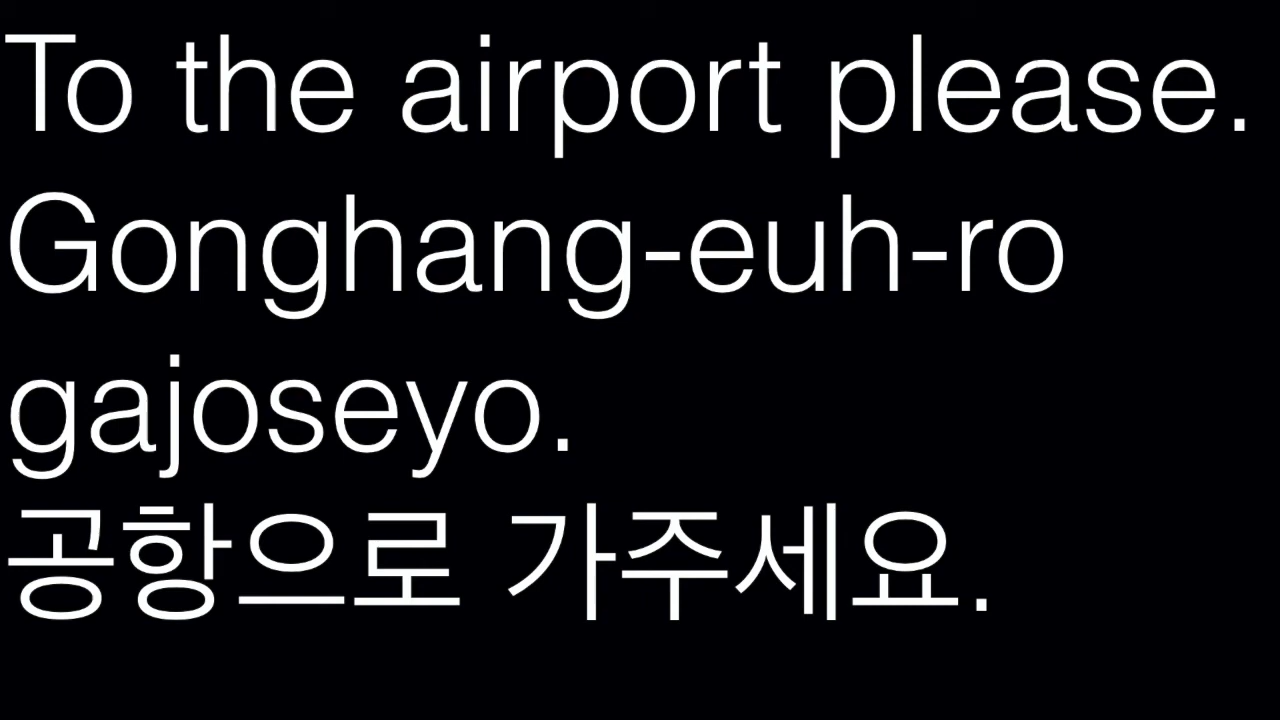 To the airport please.
Gonghang-euh-ro
gajoseyo.
공항으로 가주세요.